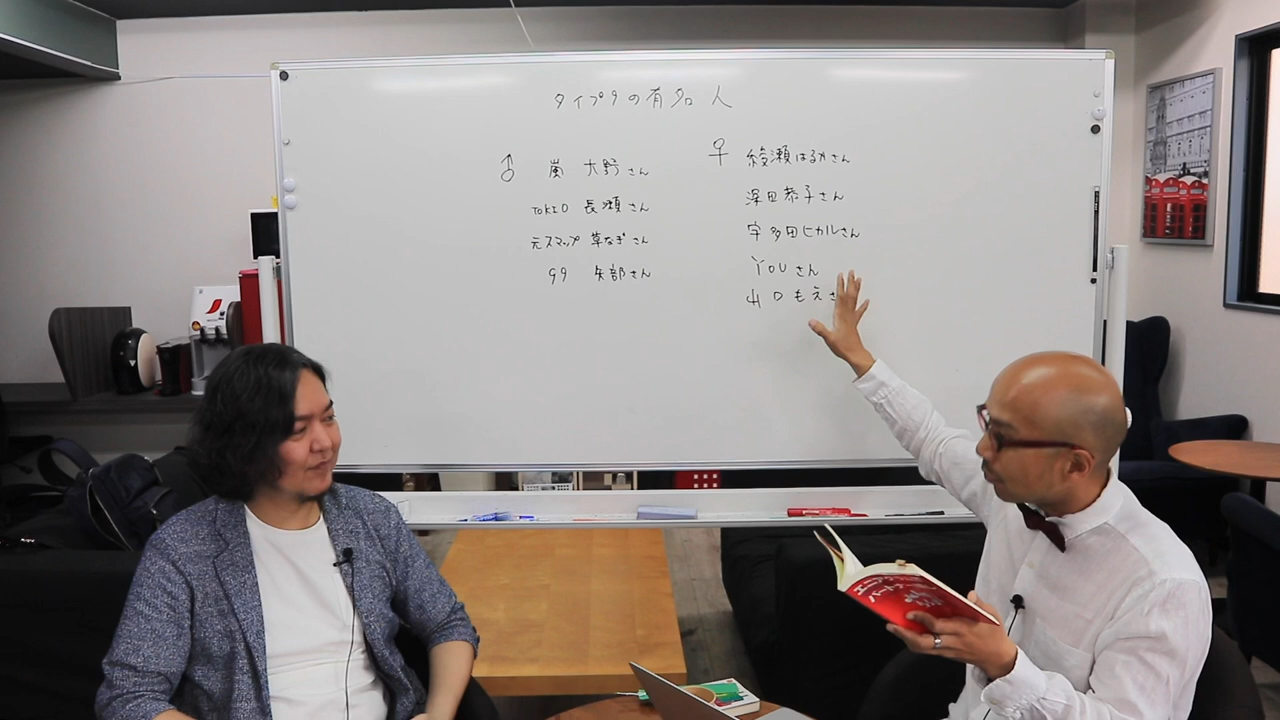 タイプ9の有名人
♂ 嵐 大野さん
TOKIO 長瀬さん
元スマップ 草なぎさん
99 矢部さん
♀ 綾瀬はるかさん
深田恭子さん
宇多田ヒカルさん
YOUさん
山口もえさ